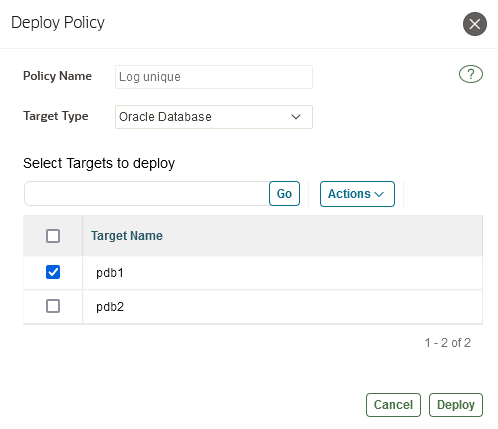 Deploy Policy
Policy Name Log unique ?
Target Type Oracle Database
Select Targets to deploy
Go Actions
Target Name
pdb1
pdb2
1 - 2 of 2
Cancel Deploy